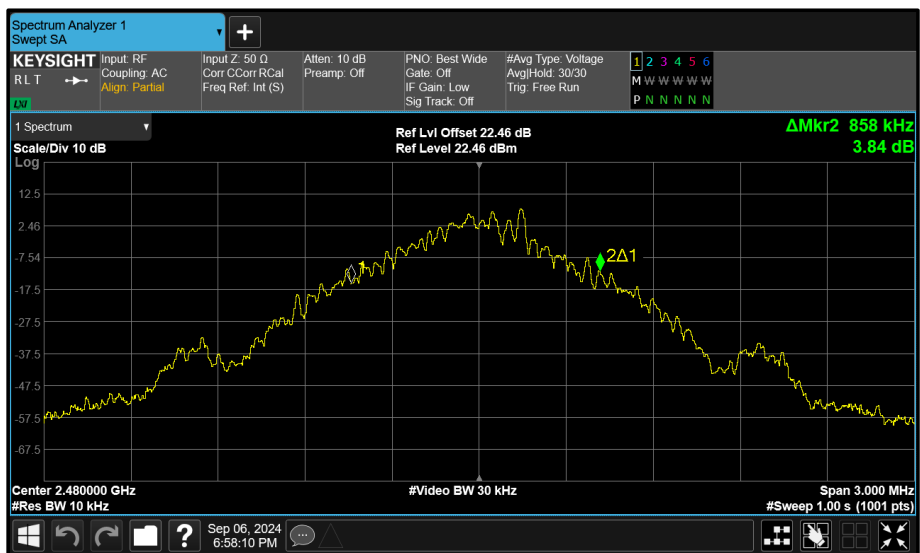 Spectrum Analyzer 1
Swept SA
+
KEYSIGHT
R L T
LXI
Input: RF
Coupling: AC
Align: Partial
Input Z: 50 Ω
Corr CCorr RCal
Freq Ref: Int (S)
Atten: 10 dB
Preamp: Off
PNO: Best Wide
Gate: Off
IF Gain: Low
Sig Track: Off
#Avg Type: Voltage
Avg|Hold: 30/30
Trig: Free Run
1 2 3 4 5 6
M W W W W W
P N N N N N
1 Spectrum
Scale/Div 10 dB
Log
Ref Lvl Offset 22.46 dB
Ref Level 22.46 dBm
ΔMkr2 858 kHz
3.84 dB
12.5
2.46
-7.54
-17.5
-27.5
-37.5
-47.5
-57.5
-67.5
1
2Δ1
Center 2.480000 GHz
#Res BW 10 kHz
#Video BW 30 kHz
Span 3.000 MHz
#Sweep 1.00 s (1001 pts)
?
Sep 06, 2024
6:58:10 PM